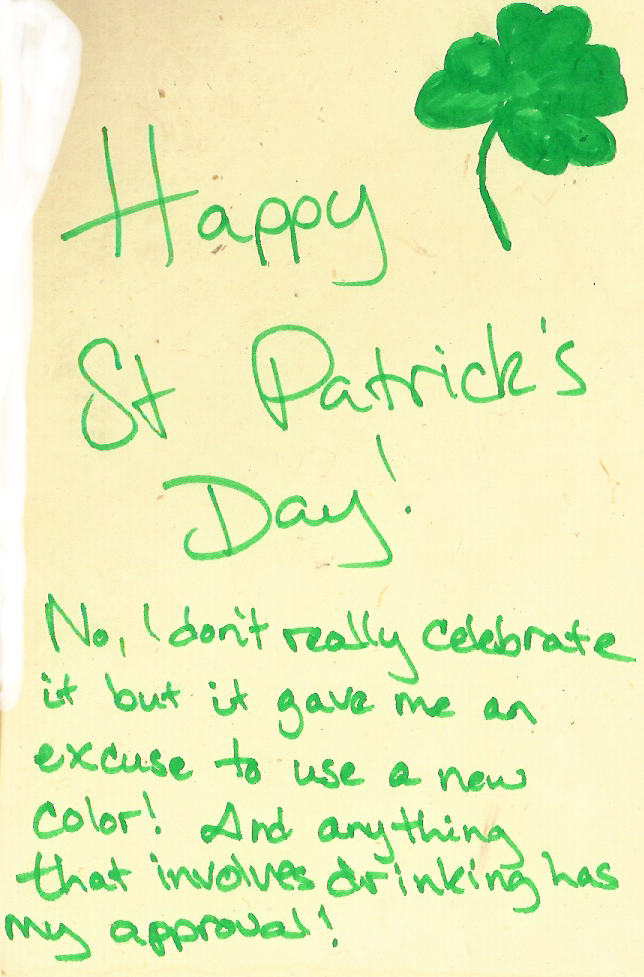 Happy
St Patrick's
Day!
No, I don't really celebrate
it but it gave me an
excuse to use a new
color! And anything
that involves drinking has
my approval!